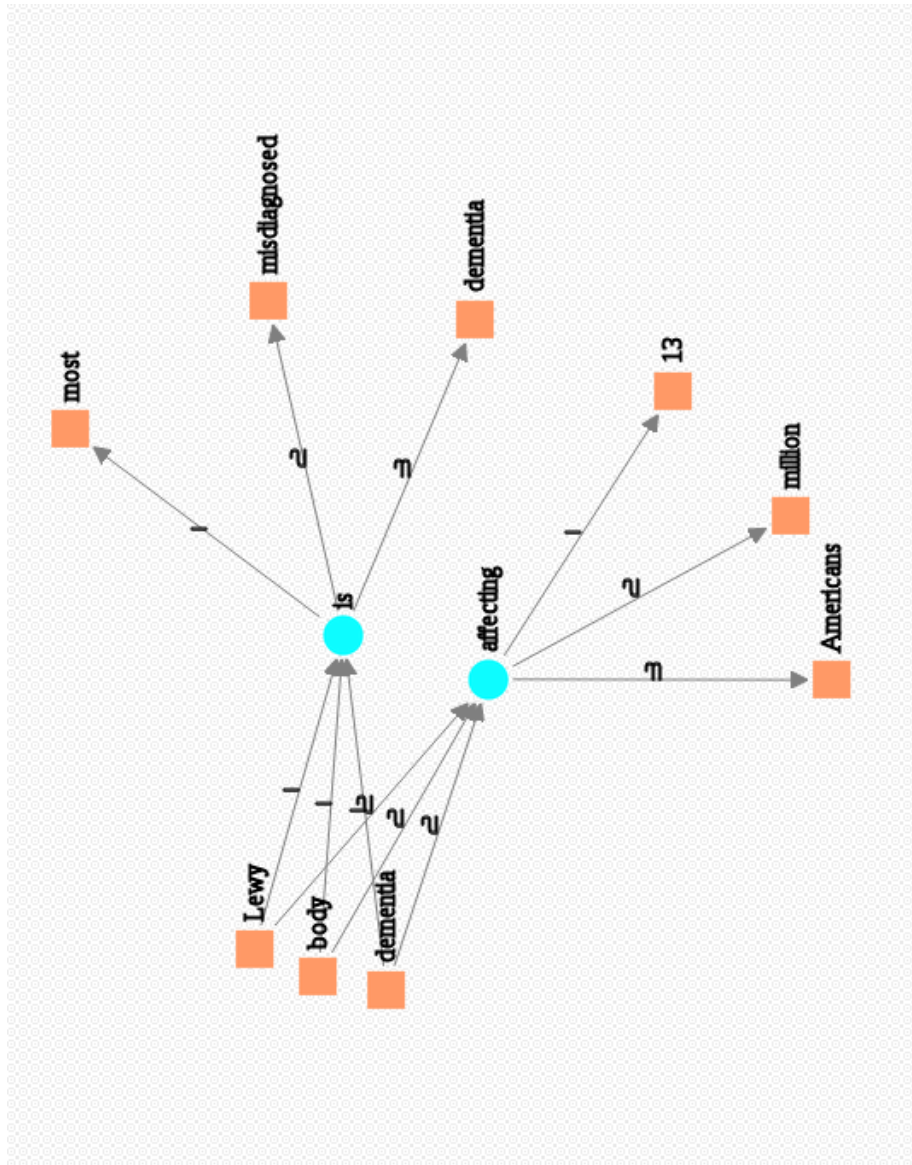 most
misdiagnosed
dementia
13
million
Americans
is
affecting
Lewy
body
dementia
1
2
3
1
2
3
1
1
1
2
2
2